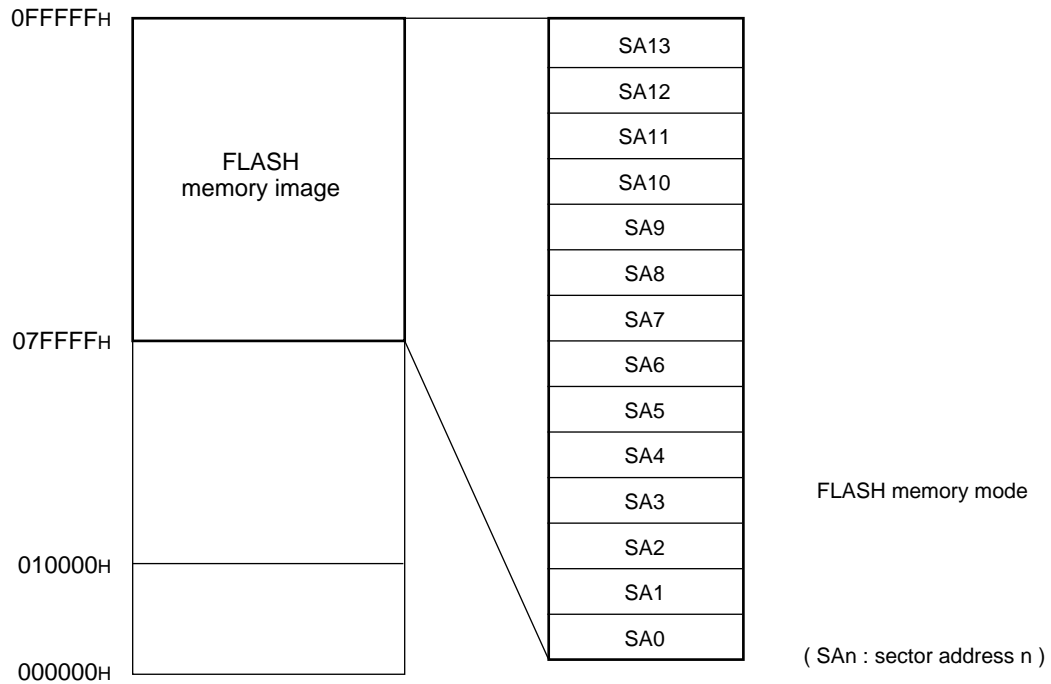 0FFFFFH
FLASH
memory image
07FFFFH
010000H
000000H
SA13
SA12
SA11
SA10
SA9
SA8
SA7
SA6
SA5
SA4
SA3
SA2
SA1
SA0
FLASH memory mode
( SAn : sector address n )